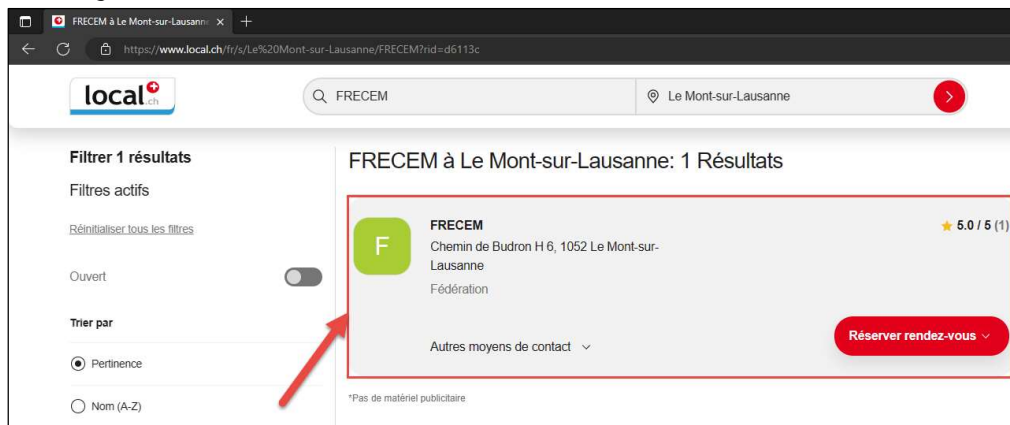 FRECEM à Le Mont-sur-Lausann
https://www.local.ch/fr/s/Le%20Mont-sur-Lausanne/FRECEM?rid=d6113c
local.ch
FRECEM
Le Mont-sur-Lausanne
Filtrer 1 résultats
Filtres actifs
Réinitialiser tous les filtres
Ouvert
Trier par
Pertinence
Nom (A-Z)
FRECEM à Le Mont-sur-Lausanne: 1 Résultats
F
FRECEM
5.0 / 5 (1)
Chemin de Budron H 6, 1052 Le Mont-sur-
Lausanne
Fédération
Autres moyens de contact
Réserver rendez-vous
*Pas de matériel publicitaire